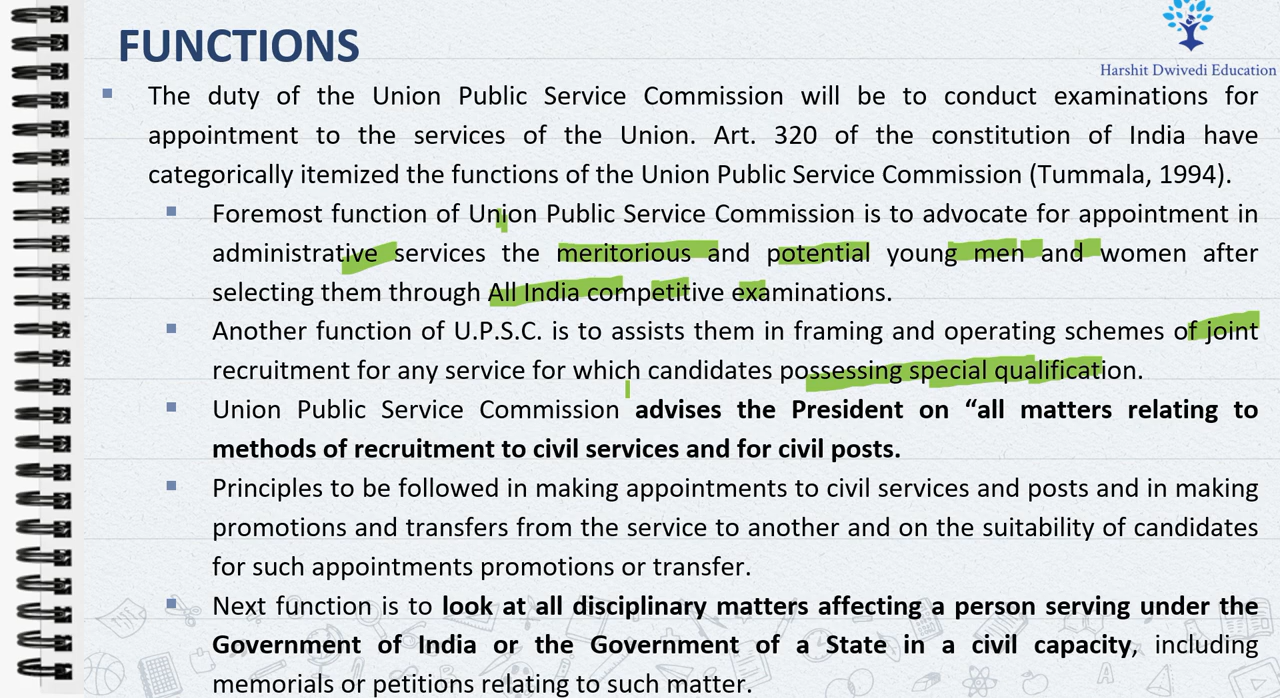 FUNCTIONS
Harshit Dwivedi Education
The duty of the Union Public Service Commission will be to conduct examinations for
appointment to the services of the Union. Art. 320 of the constitution of India have
categorically itemized the functions of the Union Public Service Commission (Tummala, 1994).
Foremost function of Union Public Service Commission is to advocate for appointment in
administrative services the meritorious and potential young men and women after
selecting them through All India competitive examinations.
Another function of U.P.S.C. is to assists them in framing and operating schemes of joint
recruitment for any service for which candidates possessing special qualification.
Union Public Service Commission advises the President on “all matters relating to
methods of recruitment to civil services and for civil posts.
Principles to be followed in making appointments to civil services and posts and in making
promotions and transfers from the service to another and on the suitability of candidates
for such appointments promotions or transfer.
Next function is to look at all disciplinary matters affecting a person serving under the
Government of India or the Government of a State in a civil capacity, including
memorials or petitions relating to such matter.